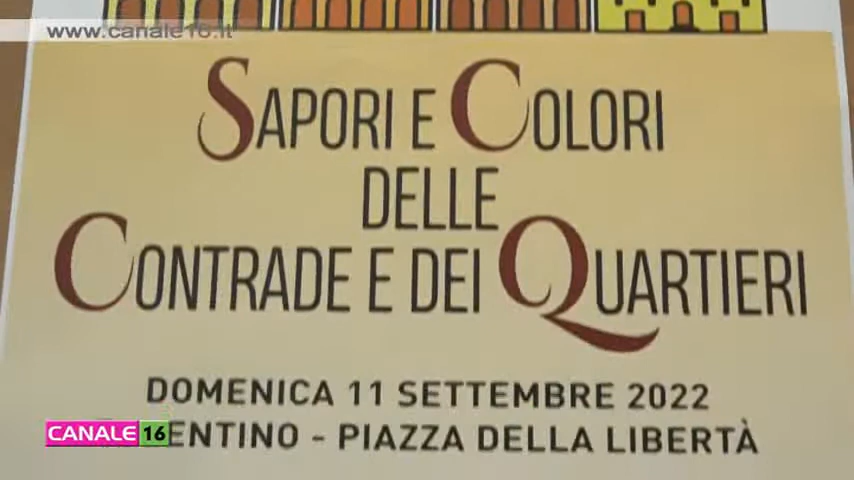 www.canale16.it
SAPORI E COLORI
DELLE
CONTRADE E DEI QUARTIERI
DOMENICA 11 SETTEMBRE 2022
- PIAZZA DELLA LIBERTÀ
CANALE 16